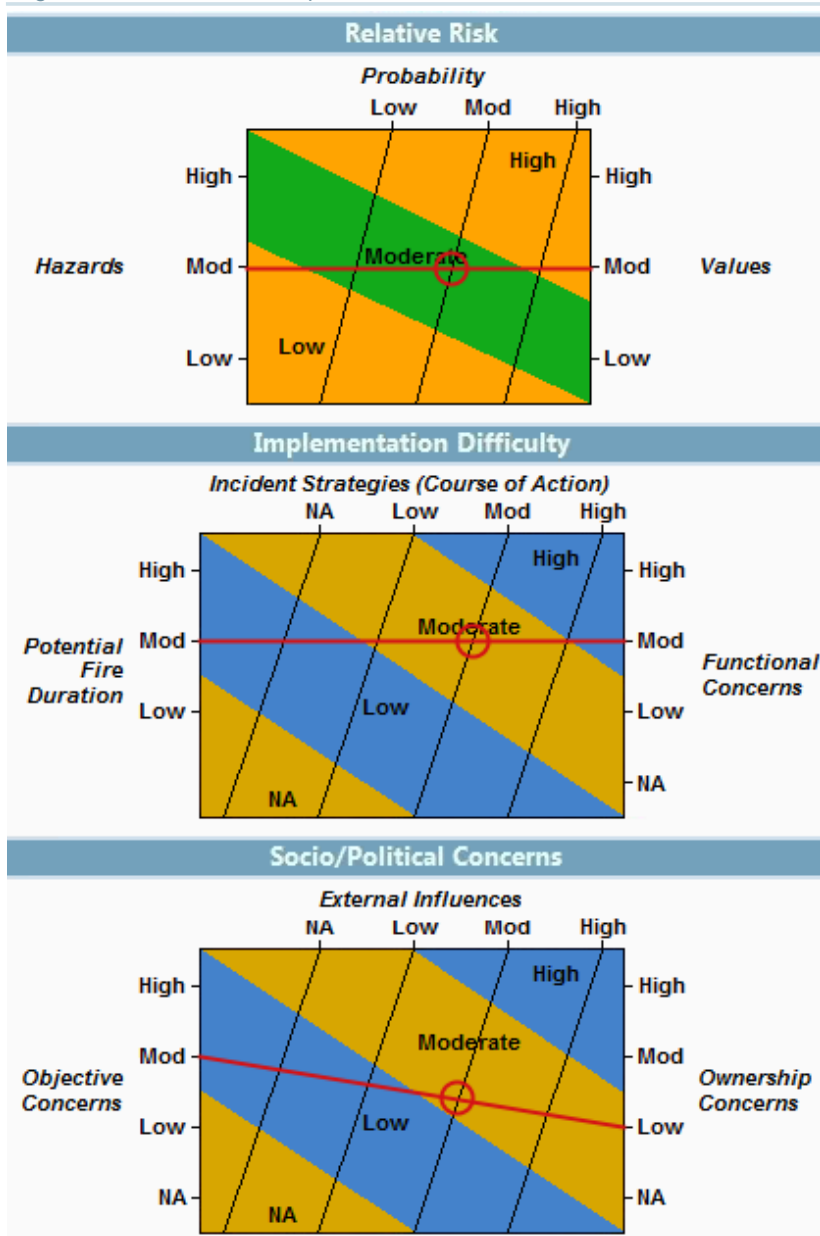 Relative Risk
Probability
Low Mod High
High High High
Hazards Mod Moderate Mod Values
Low Low Low
Implementation Difficulty
Incident Strategies (Course of Action)
NA Low Mod High
High High High
Moderate
Potential Fire Duration Mod Mod Functional Concerns
Low Low Low
NA NA
Socio/Political Concerns
External Influences
NA Low Mod High
High High High
Moderate
Mod Mod
Objective Concerns Ownership Concerns
Low Low Low
NA NA NA